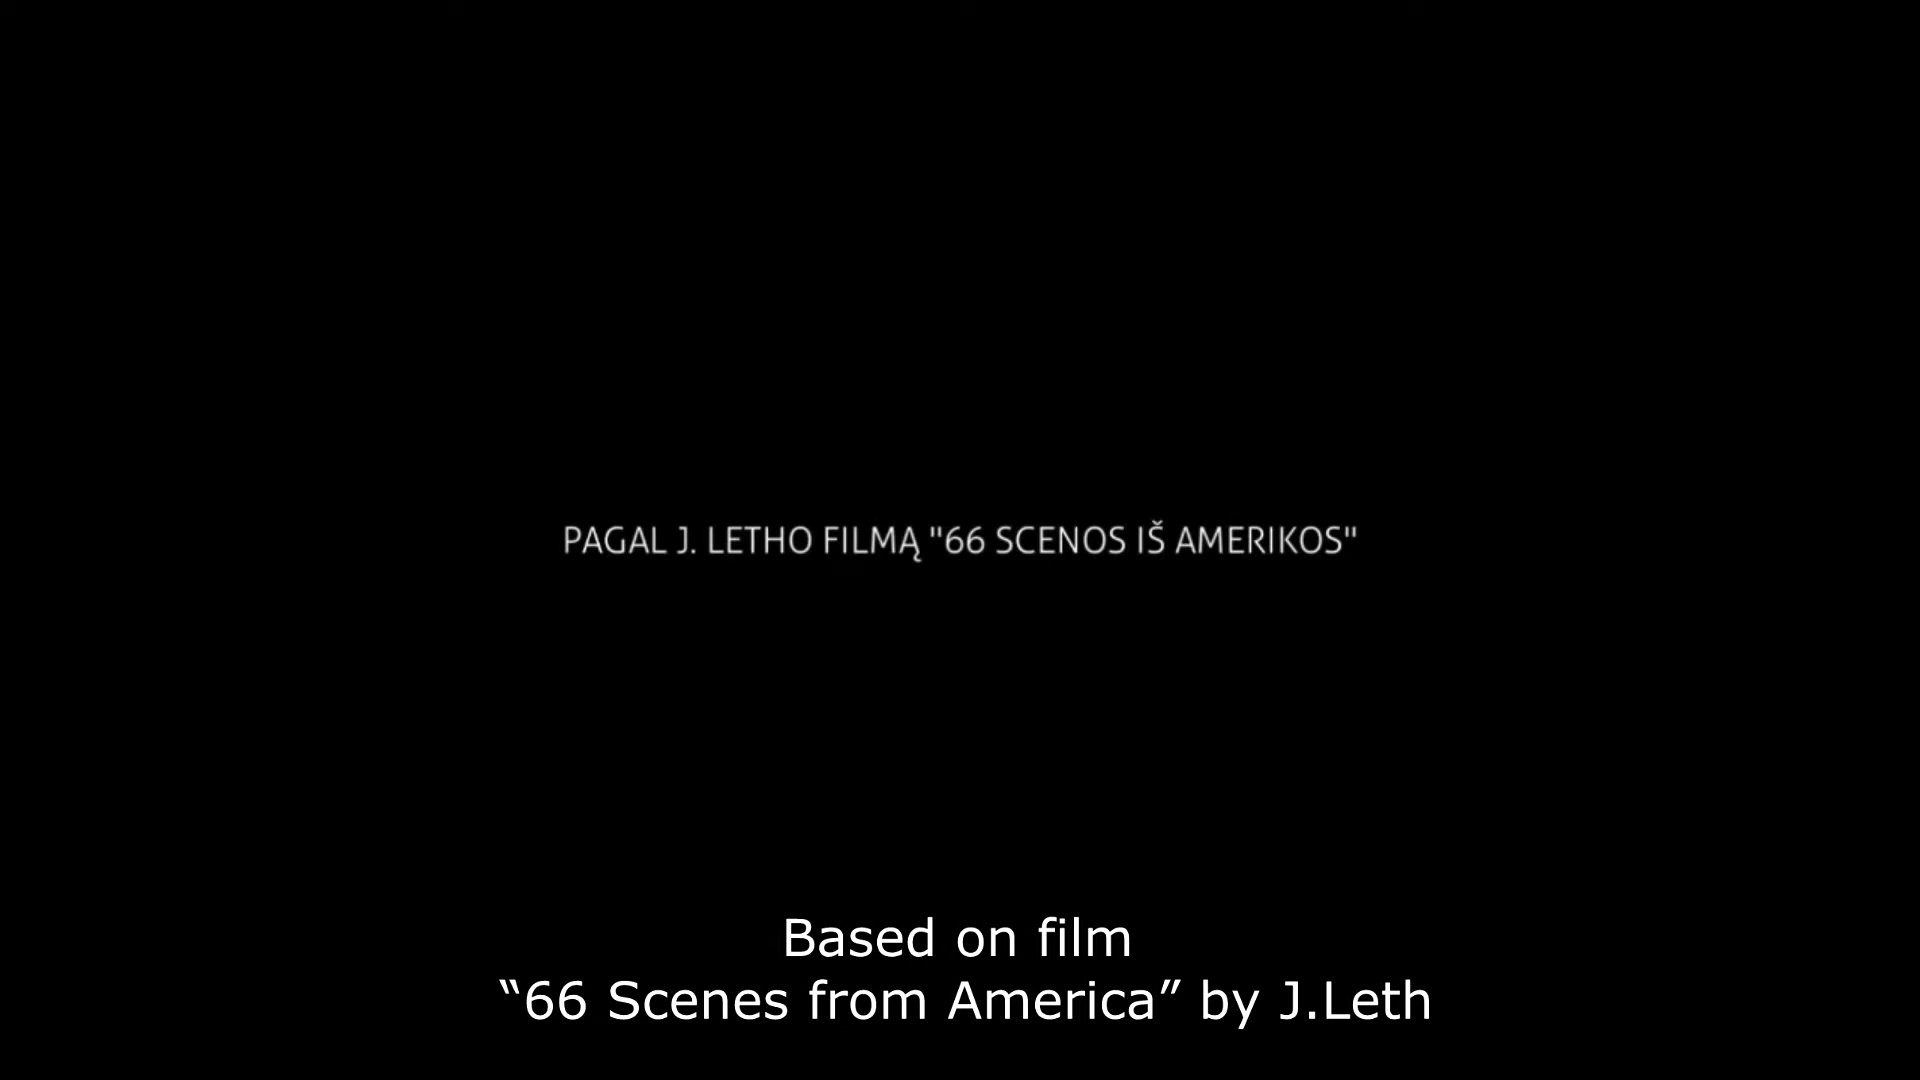 PAGAL J. LETHO FILMĄ "66 SCENOS IŠ AMERIKOS"
Based on film
“66 Scenes from America” by J.Leth